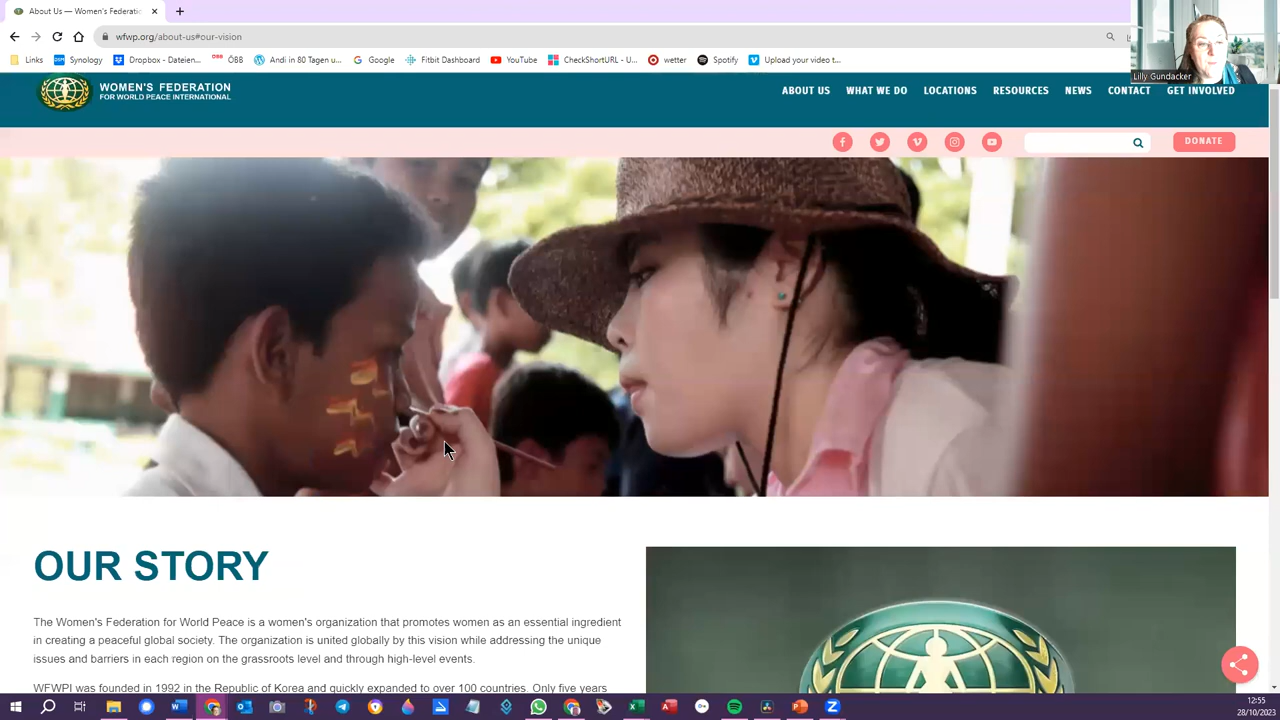 About Us — Women's Federatio
wfwp.org/about-us#our-vision
Links
Synology
Dropbox - Dateien...
ÖBB
ÖBB
Andi in 80 Tagen u...
Google
Fitbit Dashboard
YouTube
CheckShortURL - U...
wetter
Spotify
Upload your video t...
Lilly Gundacker
WOMEN'S FEDERATION
FOR WORLD PEACE INTERNATIONAL
ABOUT US
WHAT WE DO
LOCATIONS
RESOURCES
NEWS
CONTACT
GET INVOLVED
DONATE
OUR STORY
The Women's Federation for World Peace is a women's organization that promotes women as an essential ingredient
in creating a peaceful global society. The organization is united globally by this vision while addressing the unique
issues and barriers in each region on the grassroots level and through high-level events.
WFWPI was founded in 1992 in the Republic of Korea and quickly expanded to over 100 countries. Only five years
12:55
28/10/2023